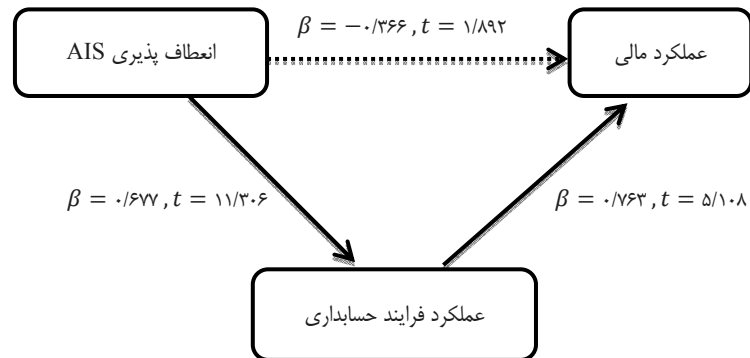 β = −۰/۳۶۶ , t = ۱/۸۹۲
انعطاف پذیری AIS
عملکرد مالی
β = ۰/۶۷۷ , t = ۱۱/۳۰۶
β = ۰/۷۶۳ , t = ۵/۱۰۸
عملکرد فرایند حسابداری